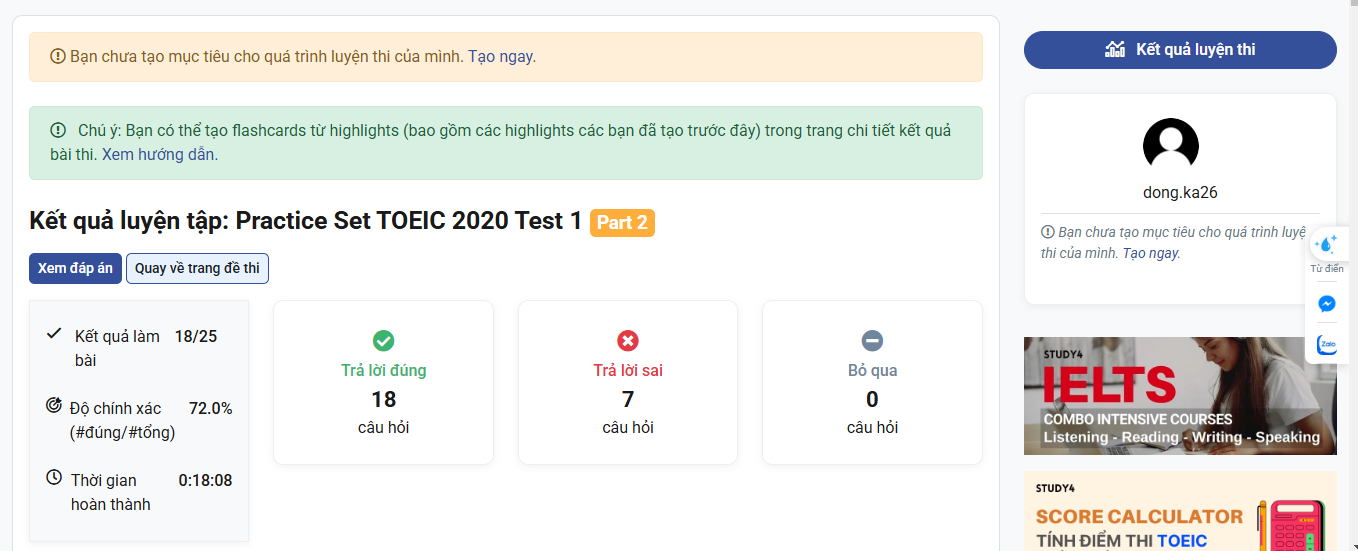 Bạn chưa tạo mục tiêu cho quá trình luyện thi của mình. Tạo ngay.
Chú ý: Bạn có thể tạo flashcards từ highlights (bao gồm các highlights các bạn đã tạo trước đây) trong trang chi tiết kết quả
bài thi. Xem hướng dẫn.
Kết quả luyện tập: Practice Set TOEIC 2020 Test 1 Part 2
Xem đáp án Quay về trang đề thi
Kết quả làm 18/25
bài
Độ chính xác 72.0%
(#đúng/#tổng)
Thời gian 0:18:08
hoàn thành
Trả lời đúng
18
câu hỏi
Trả lời sai
7
câu hỏi
Bỏ qua
0
câu hỏi
Kết quả luyện thi
dong.ka26
Bạn chưa tạo mục tiêu cho quá trình luyệ
thi của mình. Tạo ngay.
Từ điển
Zalo
STUDY4
IELTS
COMBO INTENSIVE COURSES
Listening - Reading - Writing - Speaking
STUDY4
SCORE CALCULATOR
TÍNH ĐIỂM THI TOEIC